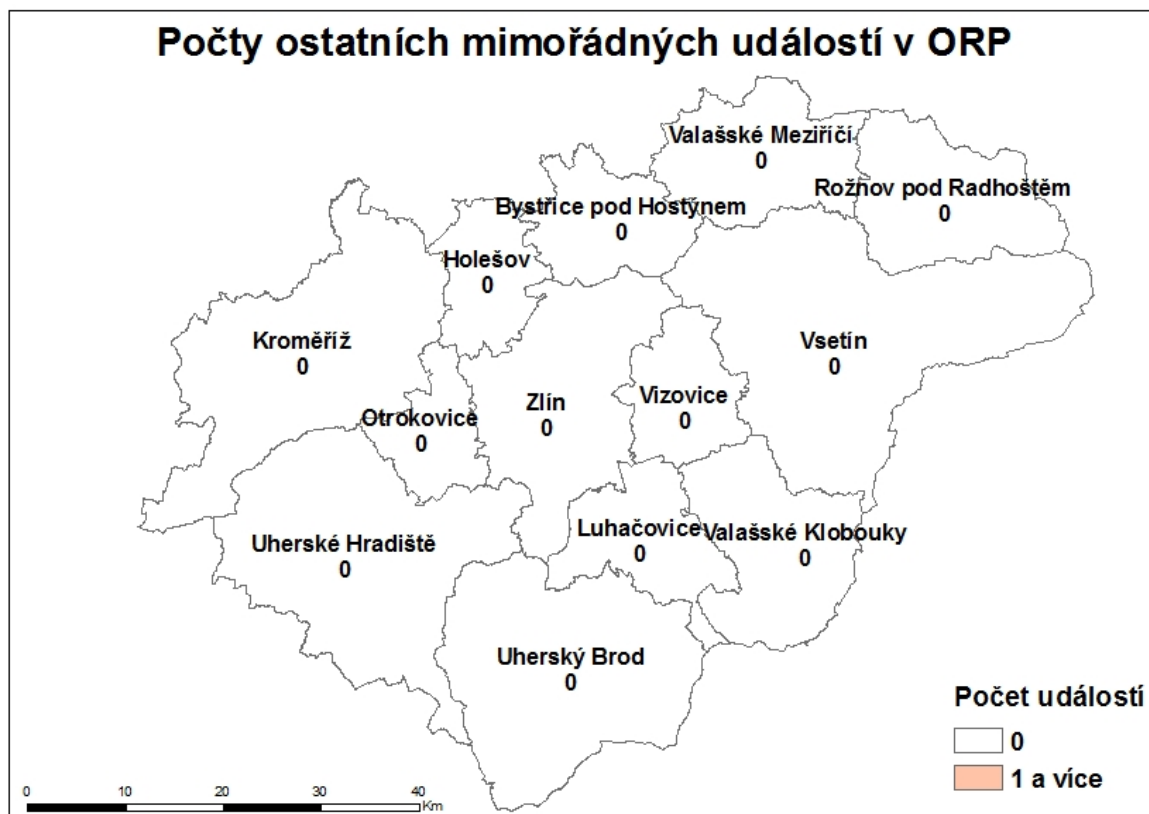 Počty ostatních mimořádných událostí v ORP
Valašské Meziříčí
0
Rožnov pod Radhoštěm
0
Bystřice pod Hostýnem
0
Holešov
0
Kroměříž
0
Vsetín
0
Vizovice
0
Zlín
0
Otrokovice
0
Luhačovice
0
Valašské Klobouky
0
Uherské Hradiště
0
Uherský Brod
0
Počet událostí
0
1 a více
0 10 20 30 40
Km